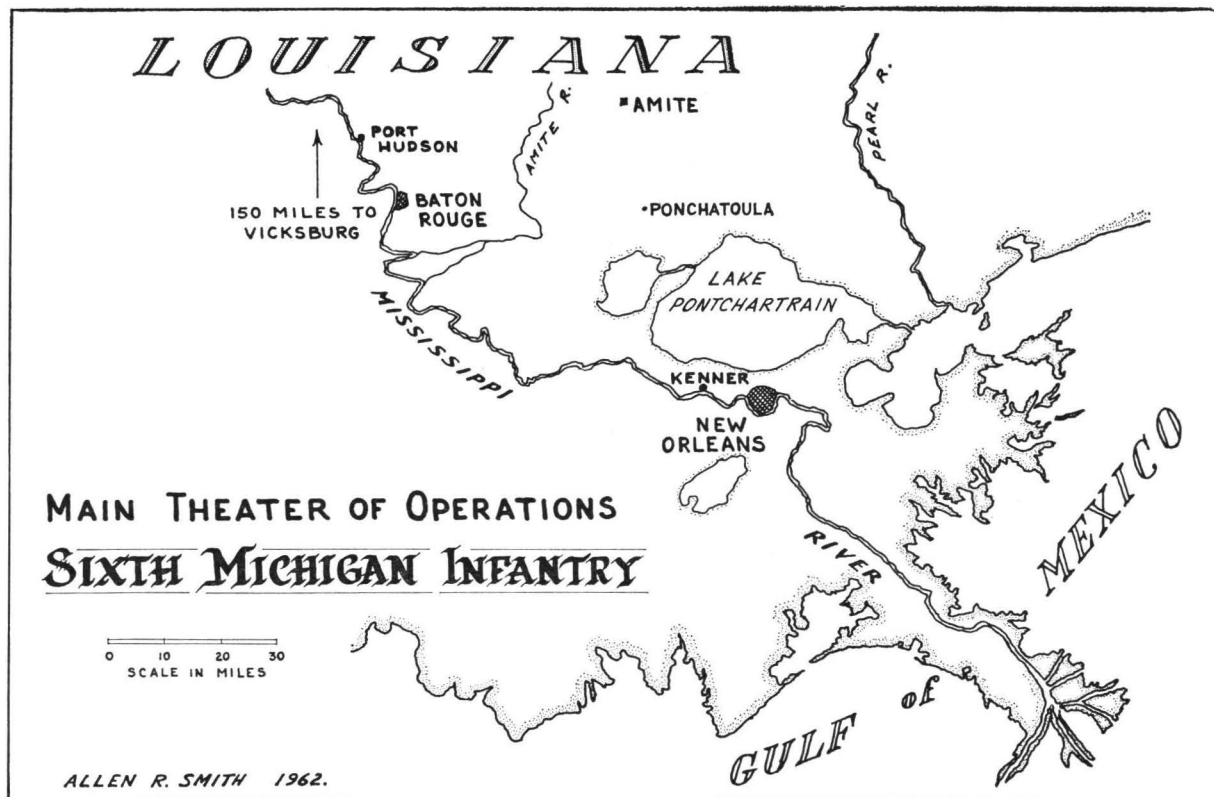 LOUISIANA
AMITE R.
AMITE
PEARL R.
PORT
HUDSON
150 MILES TO
VICKSBURG
BATON
ROUGE
PONCHATOULA
LAKE
PONTCHARTRAIN
MISSISSIPPI
KENNER
NEW
ORLEANS
MAIN THEATER OF OPERATIONS
SIXTH MICHIGAN INFANTRY
RIVER
0 10 20 30
SCALE IN MILES
GULF of MEXICO
ALLEN R. SMITH 1962.